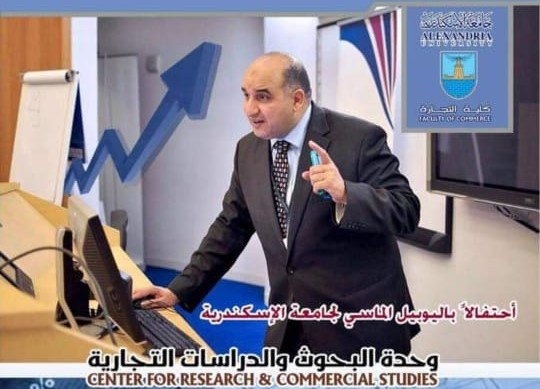 جامعة الإسكندرية
ALEXANDRIA
UNIVERSITY
كلية التجارة
FACULTY OF COMMERCE
أحتفالاً باليوبيل الماسي لجامعة الإسكندرية
وحدة البحوث والدراسات التجارية
CENTER FOR RESEARCH & COMMERCIAL STUDIES